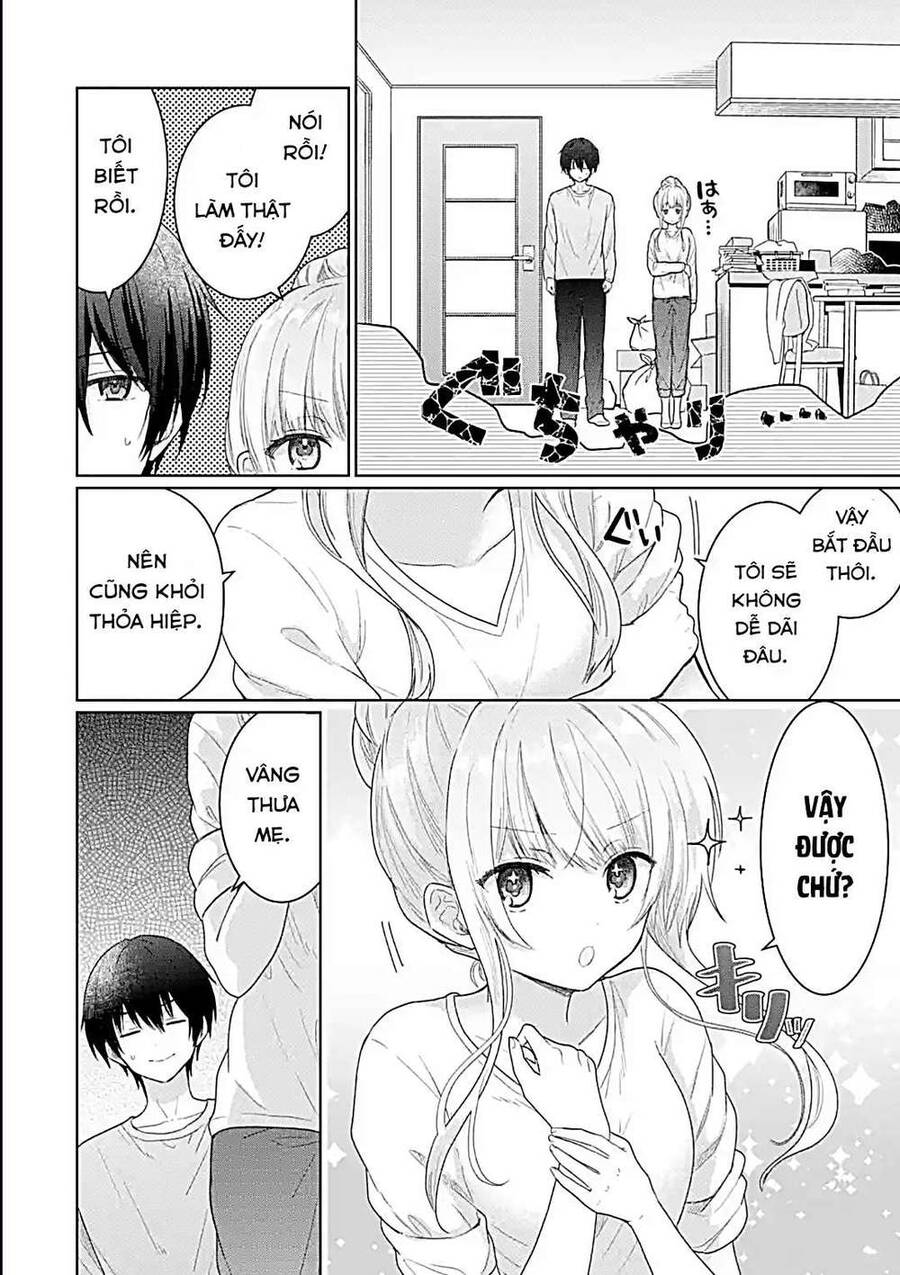 はぁ…
ぐちゃり……
NÓI
RỒI!
TÔI
LÀM THẬT
ĐẤY!
TÔI
BIẾT
RỒI.
VẬY
BẮT ĐẦU
THÔI.
TÔI SẼ
KHÔNG
DỄ DÃI
ĐÂU.
ぐいっ
NÊN
CŨNG KHỎI
THỎA HIỆP.
VẬY
ĐƯỢC
CHỨ?
キリッ
VÂNG
THƯA
MẸ.